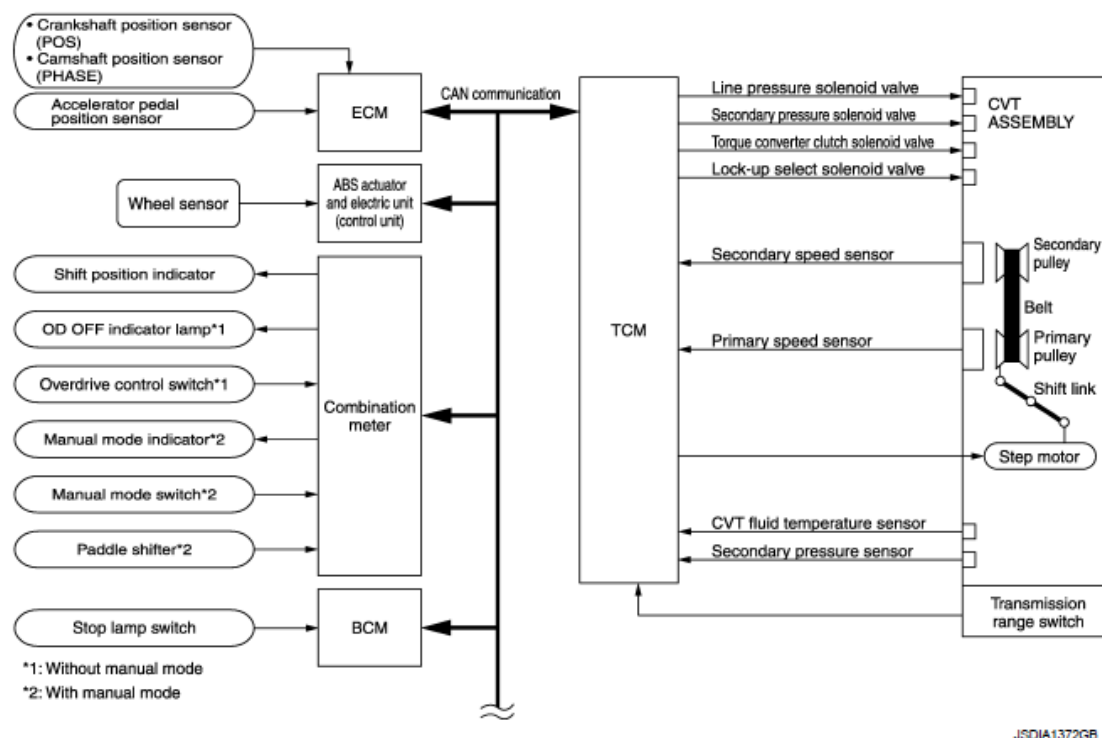 • Crankshaft position sensor
(POS)
• Camshaft position sensor
(PHASE)
Accelerator pedal
position sensor
ECM
CAN communication
Wheel sensor
ABS actuator
and electric unit
(control unit)
Shift position indicator
OD OFF indicator lamp*1
Overdrive control switch*1
Manual mode indicator*2
Manual mode switch*2
Paddle shifter*2
Combination
meter
Stop lamp switch
BCM
*1: Without manual mode
*2: With manual mode
TCM
Line pressure solenoid valve
Secondary pressure solenoid valve
Torque converter clutch solenoid valve
Lock-up select solenoid valve
Secondary speed sensor
Primary speed sensor
CVT fluid temperature sensor
Secondary pressure sensor
CVT
ASSEMBLY
Secondary
pulley
Belt
Primary
pulley
Shift link
Step motor
Transmission
range switch
JSDIA1372GB